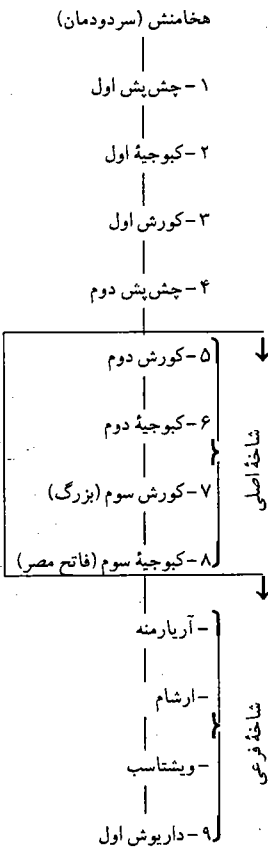 هخامنش (سردودمان)
۱-چش‌پش اول
۲-کبوجیهٔ اول
۳-کورش اول
۴-چش‌پش دوم
شاخهٔ اصلی
۵-کورش دوم
۶-کبوجیهٔ دوم
۷-کورش سوم (بزرگ)
۸-کبوجیهٔ سوم (فاتح مصر)
شاخهٔ فرعی
-آریارمنه
-ارشام
-ویشتاسب
۹-داریوش اول